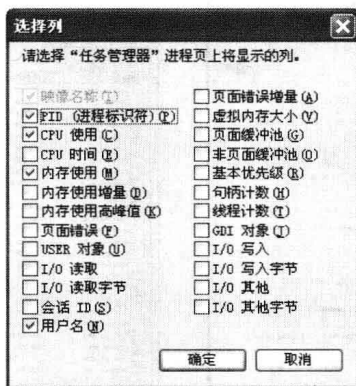 选择列
请选择“任务管理器”进程页上将显示的列。
映像名称(I)
PID (进程标识符)(P)
CPU 使用(C)
CPU 时间(E)
内存使用(M)
内存使用增量(D)
内存使用高峰值(K)
页面错误(F)
USER 对象(U)
I/O 读取
I/O 读取字节
会话 ID(S)
用户名(N)
页面错误增量(A)
虚拟内存大小(V)
页面缓冲池(G)
非页面缓冲池(O)
基本优先级(R)
句柄计数(H)
线程计数(T)
GDI 对象(J)
I/O 写入
I/O 写入字节
I/O 其他
I/O 其他字节
确定
取消